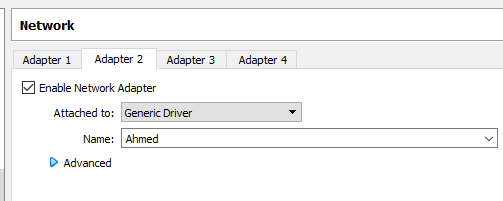 Network
Adapter 1 Adapter 2 Adapter 3 Adapter 4
Enable Network Adapter
Attached to: Generic Driver
Name: Ahmed
Advanced